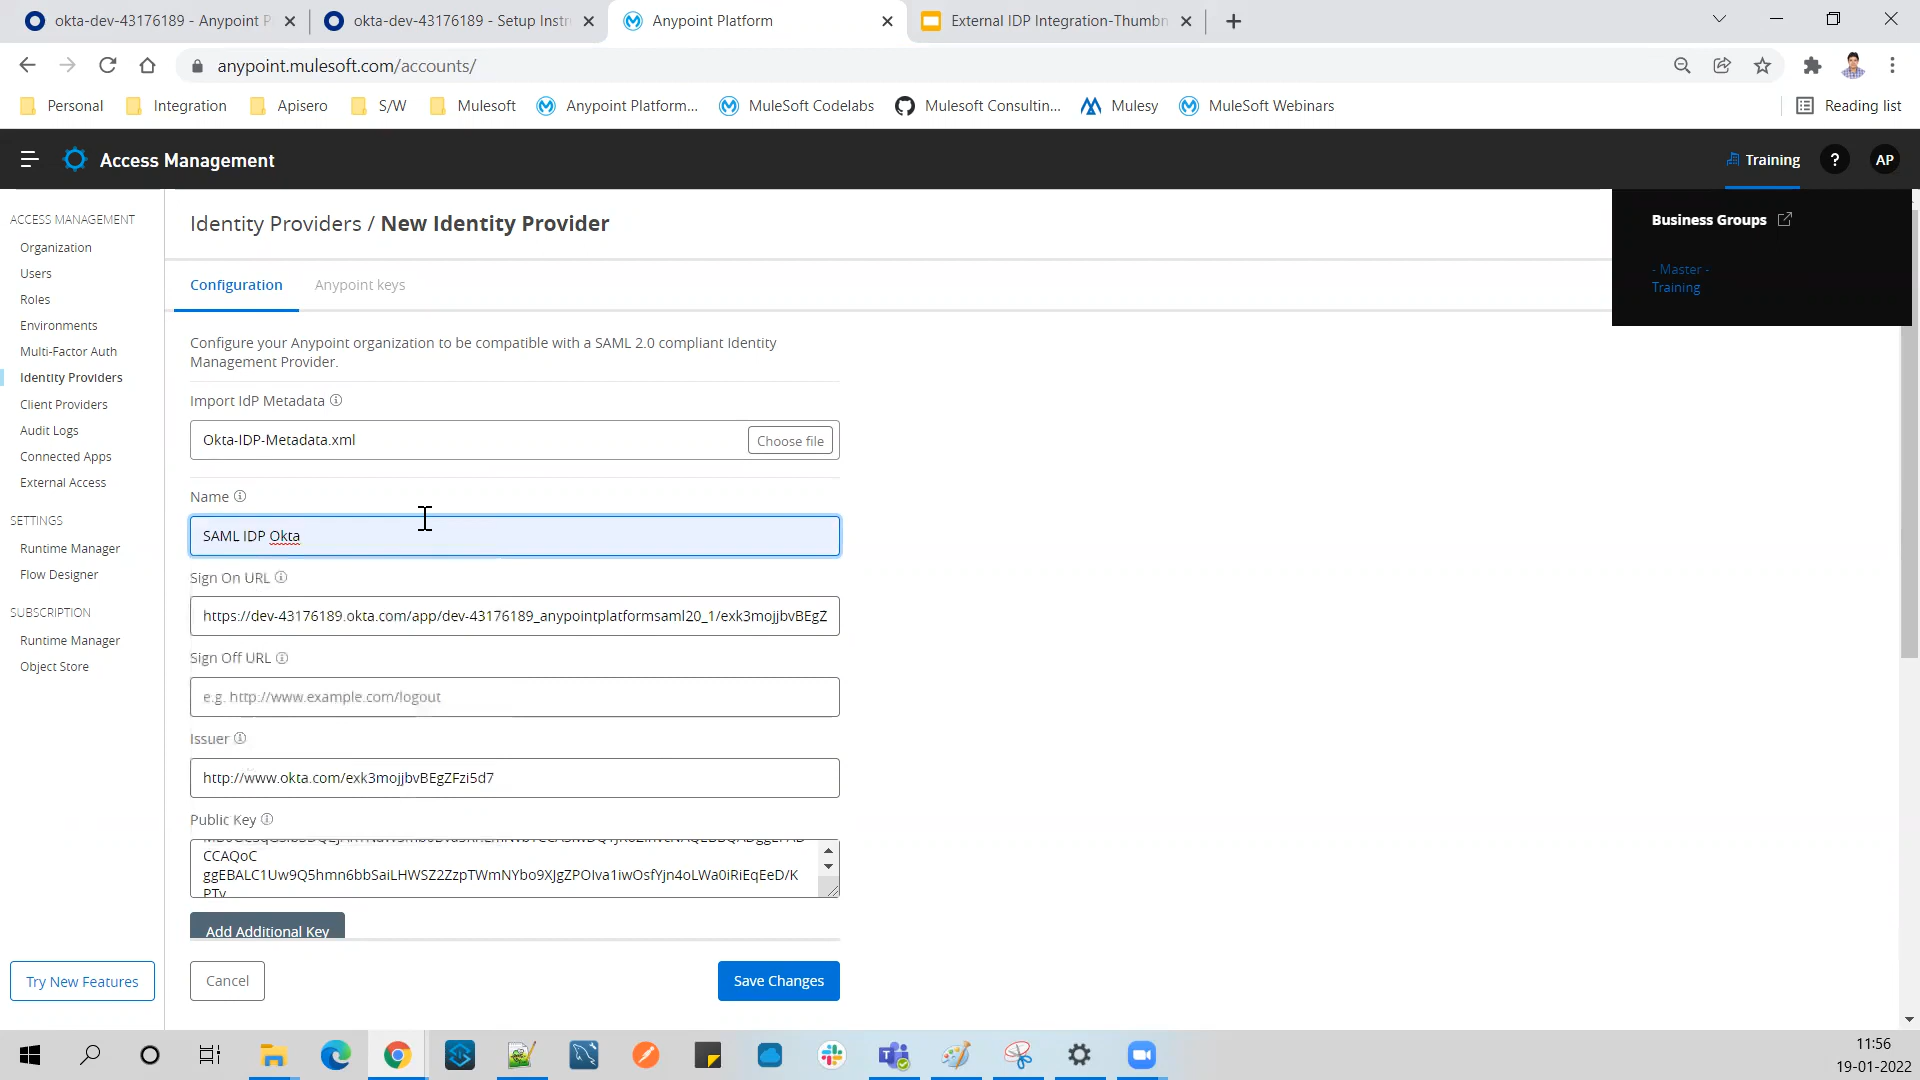 okta-dev-43176189 - Anypoint P
okta-dev-43176189 - Setup Instr
Anypoint Platform
External IDP Integration-Thumbn
anypoint.mulesoft.com/accounts/
Personal
Integration
Apisero
S/W
Mulesoft
Anypoint Platform...
MuleSoft Codelabs
Mulesoft Consultin...
Mulesy
MuleSoft Webinars
Reading list
Access Management
Training
?
AP
Business Groups
- Master -
Training
ACCESS MANAGEMENT
Organization
Users
Roles
Environments
Multi-Factor Auth
Identity Providers
Client Providers
Audit Logs
Connected Apps
External Access
SETTINGS
Runtime Manager
Flow Designer
SUBSCRIPTION
Runtime Manager
Object Store
Try New Features
Identity Providers / New Identity Provider
Configuration
Anypoint keys
Configure your Anypoint organization to be compatible with a SAML 2.0 compliant Identity
Management Provider.
Import IdP Metadata
Okta-IDP-Metadata.xml
Choose file
Name
SAML IDP Okta
Sign On URL
https://dev-43176189.okta.com/app/dev-43176189_anypointplatformsaml20_1/exk3mojjbvBEgZ
Sign Off URL
e.g. http://www.example.com/logout
Issuer
http://www.okta.com/exk3mojjbvBEgZFzi5d7
Public Key
CCAQoC
ggEBALC1Uw9Q5hmn6bbSaiLHWSZ2ZzpTWmNYbo9XJgZPOIva1iwOsfYjn4oLWa0iRiEqEeD/K
PTv
Add Additional Key
Cancel
Save Changes
11:56
19-01-2022